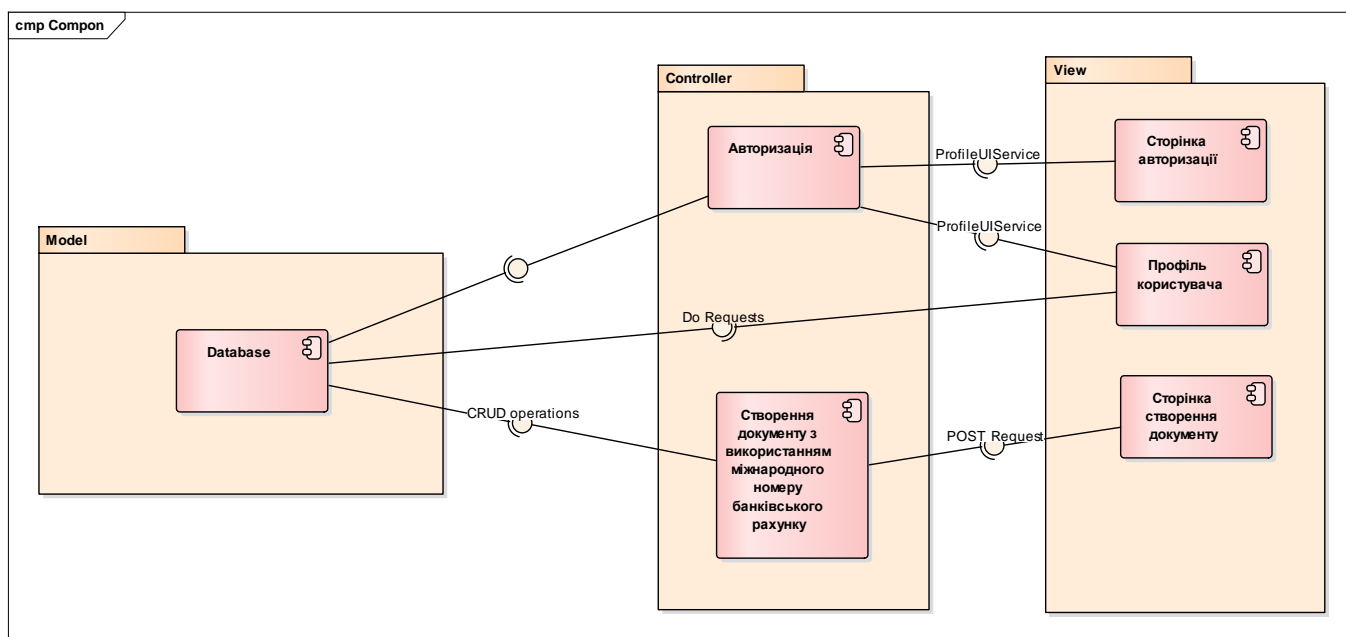 cmp Compon
Model
Database
Controller
Авторизація
Створення
документу з
використанням
міжнародного
номеру
банківського
рахунку
View
Сторінка
авторизації
Профіль
користувача
Сторінка
створення
документу
ProfileUIService
ProfileUIService
Do Requests
CRUD operations
POST Request